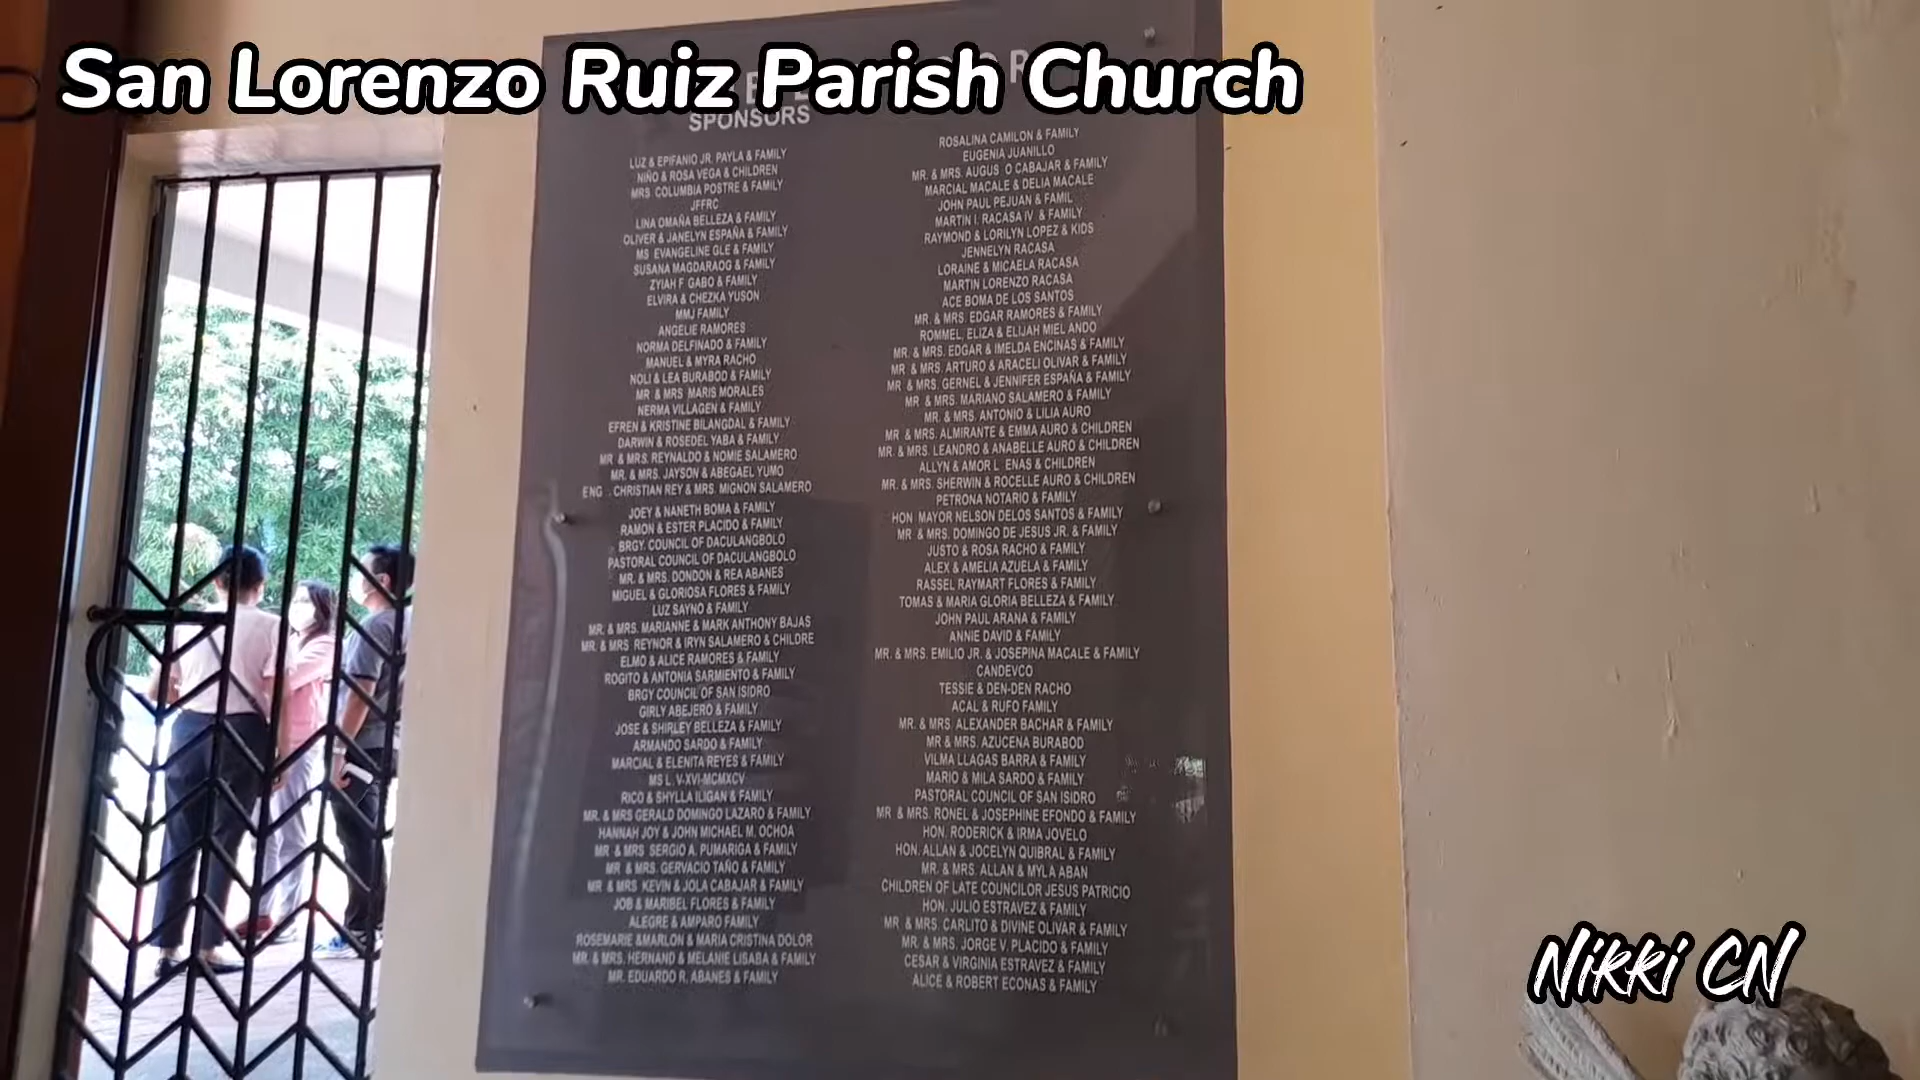 San Lorenzo Ruiz Parish Church
SPONSORS
LUZ & EPIFANIO JR. PAYLA & FAMILY
NIÑO & ROSA VEGA & CHILDREN
MRS COLUMBIA POSTRE & FAMILY
JFFRC
LINA OMAÑA BELLEZA & FAMILY
OLIVER & JANELYN ESPAÑA & FAMILY
MS EVANGELINE GLE & FAMILY
SUSANA MAGDARAOG & FAMILY
ZYIAH F GABO & FAMILY
ELVIRA & CHEZKA YUSON
MMJ FAMILY
ANGELIE RAMORES
NORMA DELFINADO & FAMILY
MANUEL & MYRA RACHO
NOLI & LEA BURABOD & FAMILY
MR & MRS MARIS MORALES
NERMA VILLAGEN & FAMILY
EFREN & KRISTINE BILANGDAL & FAMILY
DARWIN & ROSEDEL YABA & FAMILY
MR & MRS. REYNALDO & NOMIE SALAMERO
MR. & MRS. JAYSON & ABEGAEL YUMO
ENG . CHRISTIAN REY & MRS. MIGNON SALAMERO
JOEY & NANETH BOMA & FAMILY
RAMON & ESTER PLACIDO & FAMILY
BRGY. COUNCIL OF DACULANGBOLO
PASTORAL COUNCIL OF DACULANGBOLO
MR. & MRS. DONDON & REA ABANES
MIGUEL & GLORIOSA FLORES & FAMILY
LUZ SAYNO & FAMILY
MR. & MRS. MARIANNE & MARK ANTHONY BAJAS
MR. & MRS REYNOR & IRYN SALAMERO & CHILDRE
ELMO & ALICE RAMORES & FAMILY
ROGITO & ANTONIA SARMIENTO & FAMILY
BRGY COUNCIL OF SAN ISIDRO
GIRLY ABEJERO & FAMILY
JOSE & SHIRLEY BELLEZA & FAMILY
ARMANDO SARDO & FAMILY
MARCIAL & ELENITA REYES & FAMILY
MS L. V-XVI-MCMXCV
RICO & SHYLLA ILIGAN & FAMILY
MR. & MRS GERALD DOMINGO LAZARO & FAMILY
HANNAH JOY & JOHN MICHAEL M. OCHOA
MR & MRS SERGIO A. PUMARIGA & FAMILY
MR & MRS. GERVACIO TAÑO & FAMILY
MR & MRS KEVIN & JOLA CABAJAR & FAMILY
JOB & MARIBEL FLORES & FAMILY
ALEGRE & AMPARO FAMILY
ROSEMARIE &MARLON & MARIA CRISTINA DOLOR
MR. & MRS. HERNAND & MELANIE LISABA & FAMILY
MR. EDUARDO R. ABANES & FAMILY
ROSALINA CAMILON & FAMILY
EUGENIA JUANILLO
MR. & MRS. AUGUS O CABAJAR & FAMILY
MARCIAL MACALE & DELIA MACALE
JOHN PAUL PEJUAN & FAMIL
MARTIN I. RACASA IV & FAMILY
RAYMOND & LORILYN LOPEZ & KIDS
JENNELYN RACASA
LORAINE & MICAELA RACASA
MARTIN LORENZO RACASA
ACE BOMA DE LOS SANTOS
MR. & MRS. EDGAR RAMORES & FAMILY
ROMMEL, ELIZA & ELIJAH MIEL ANDO
MR. & MRS. EDGAR & IMELDA ENCINAS & FAMILY
MR & MRS. ARTURO & ARACELI OLIVAR & FAMILY
MR & MRS. GERNEL & JENNIFER ESPAÑA & FAMILY
MR & MRS. MARIANO SALAMERO & FAMILY
MR. & MRS. ANTONIO & LILIA AURO
MR & MRS. ALMIRANTE & EMMA AURO & CHILDREN
MR. & MRS. LEANDRO & ANABELLE AURO & CHILDREN
ALLYN & AMOR L ENAS & CHILDREN
MR. & MRS. SHERWIN & ROCELLE AURO & CHILDREN
PETRONA NOTARIO & FAMILY
HON MAYOR NELSON DELOS SANTOS & FAMILY
MR & MRS. DOMINGO DE JESUS JR. & FAMILY
JUSTO & ROSA RACHO & FAMILY
ALEX & AMELIA AZUELA & FAMILY
RASSEL RAYMART FLORES & FAMILY
TOMAS & MARIA GLORIA BELLEZA & FAMILY
JOHN PAUL ARANA & FAMILY
ANNIE DAVID & FAMILY
MR. & MRS. EMILIO JR. & JOSEPINA MACALE & FAMILY
CANDEVCO
TESSIE & DEN-DEN RACHO
ACAL & RUFO FAMILY
MR. & MRS. ALEXANDER BACHAR & FAMILY
MR & MRS. AZUCENA BURABOD
VILMA LLAGAS BARRA & FAMILY
MARIO & MILA SARDO & FAMILY
PASTORAL COUNCIL OF SAN ISIDRO
MR & MRS. RONEL & JOSEPHINE EFONDO & FAMILY
HON. RODERICK & IRMA JOVELO
HON. ALLAN & JOCELYN QUIBRAL & FAMILY
MR. & MRS. ALLAN & MYLA ABAN
CHILDREN OF LATE COUNCILOR JESUS PATRICIO
HON. JULIO ESTRAVEZ & FAMILY
MR & MRS. CARLITO & DIVINE OLIVAR & FAMILY
MR. & MRS. JORGE V. PLACIDO & FAMILY
CESAR & VIRGINIA ESTRAVEZ & FAMILY
ALICE & ROBERT ECONAS & FAMILY
Nikki CN